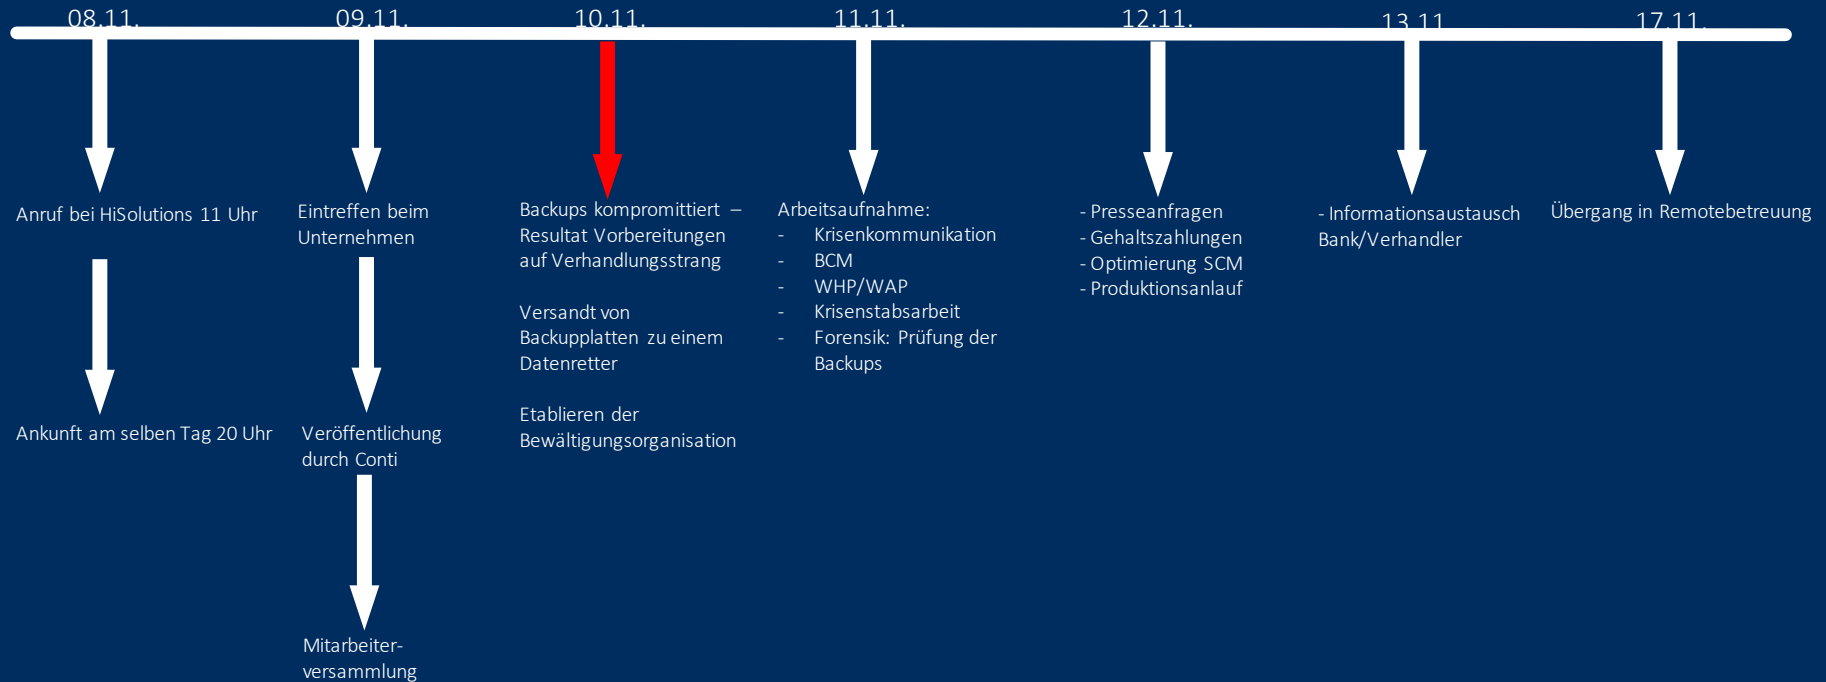 08.11.
09.11.
10.11.
11.11.
12.11.
13.11
17.11.
Anruf bei HiSolutions 11 Uhr
Ankunft am selben Tag 20 Uhr
Eintreffen beim
Unternehmen
Veröffentlichung
durch Conti
Mitarbeiter-
versammlung
Backups kompromittiert –
Resultat Vorbereitungen
auf Verhandlungsstrang
Versandt von
Backupplatten zu einem
Datenretter
Etablieren der
Bewältigungsorganisation
Arbeitsaufnahme:
- Krisenkommunikation
- BCM
- WHP/WAP
- Krisenstabsarbeit
- Forensik: Prüfung der
Backups
- Presseanfragen
- Gehaltszahlungen
- Optimierung SCM
- Produktionsanlauf
- Informationsaustausch
Bank/Verhandler
Übergang in Remotebetreuung